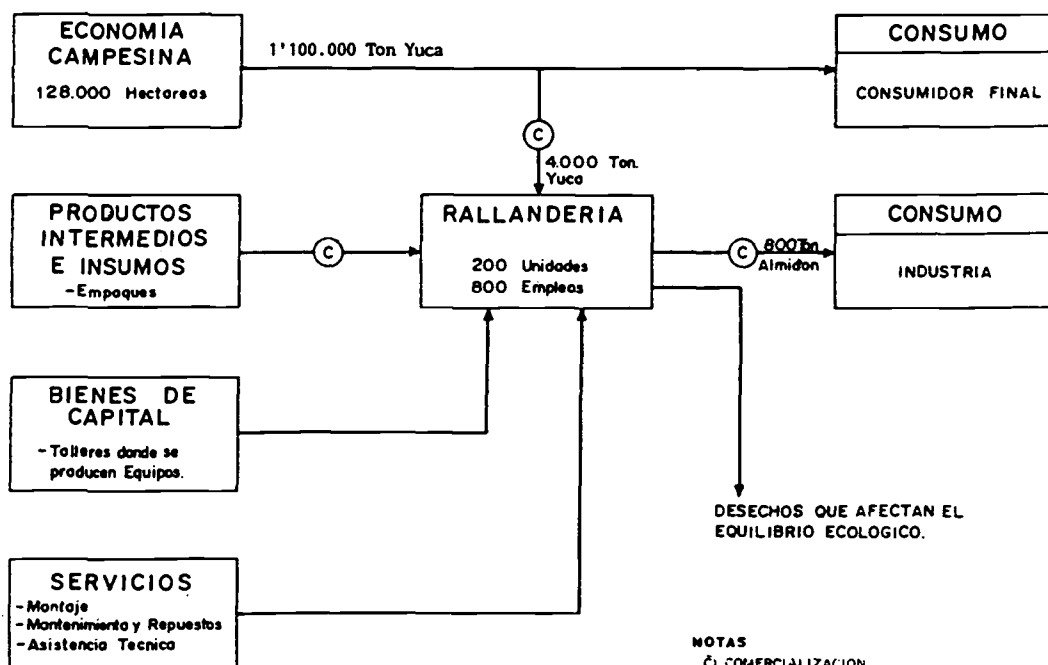 ECONOMIA
CAMPESINA
128.000 Hectareas
1'100.000 Ton Yuca
CONSUMO
CONSUMIDOR FINAL
C
4.000 Ton.
Yuca
PRODUCTOS
INTERMEDIOS
E INSUMOS
-Empaques
C
RALLANDERIA
200 Unidades
800 Empleos
C
800Ton
Almidon
CONSUMO
INDUSTRIA
BIENES DE
CAPITAL
- Talleres donde se
producen Equipos.
DESECHOS QUE AFECTAN EL
EQUILIBRIO ECOLOGICO.
SERVICIOS
-Montaje
-Mantenimiento y Repuestos
-Asistencia Tecnica
NOTAS
C) COMERCIALIZACION